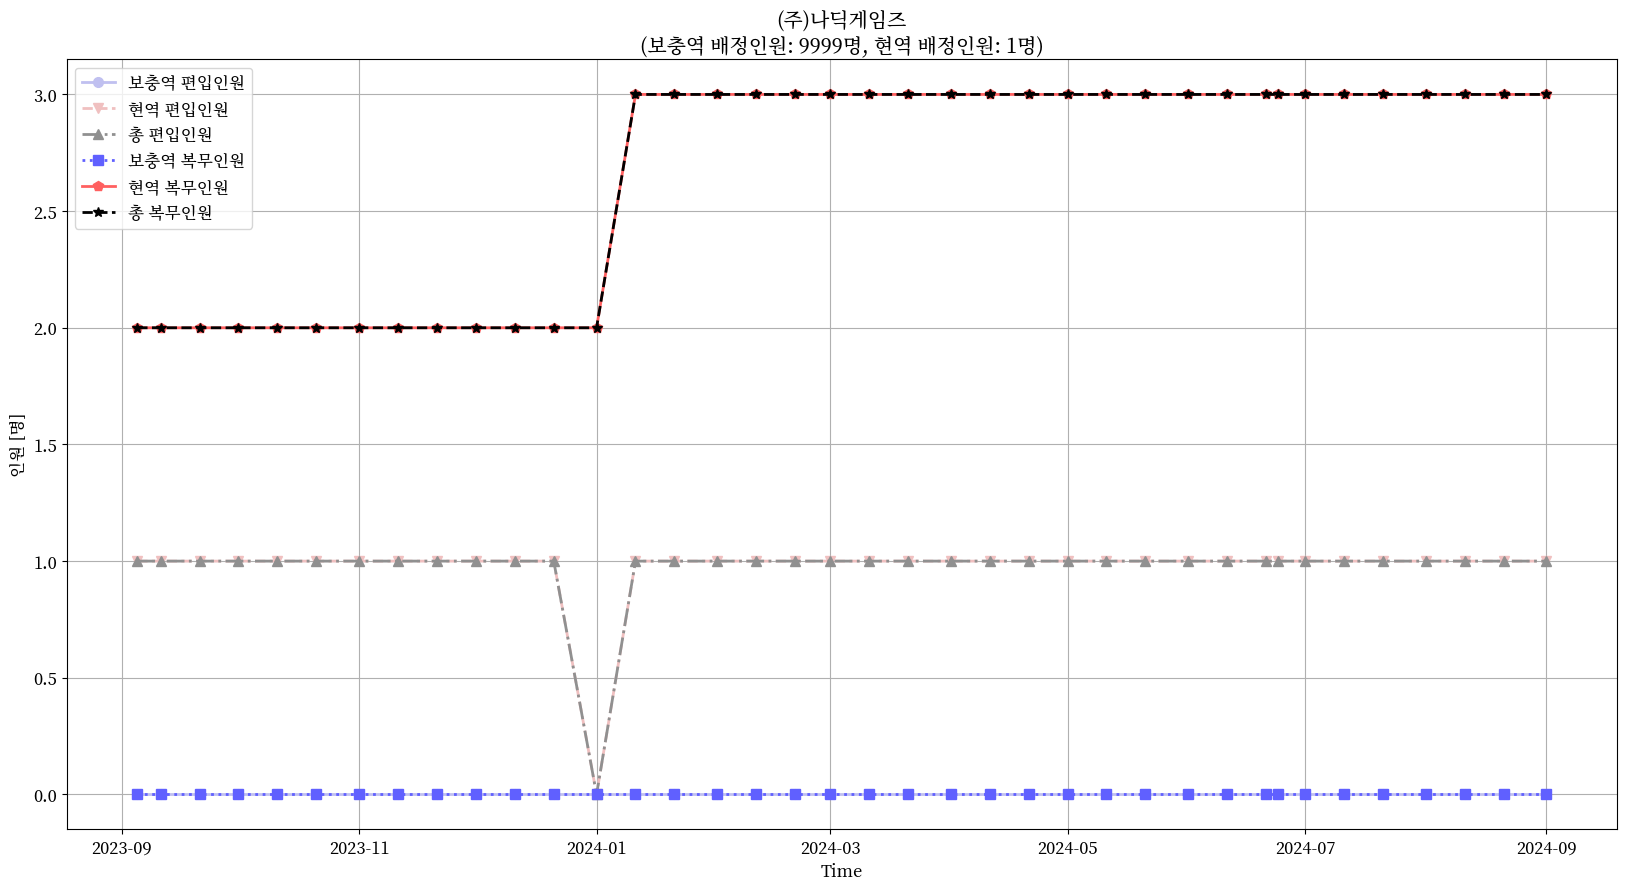 (주)나딕게임즈
(보충역 배정인원: 9999명, 현역 배정인원: 1명)
보충역 편입인원
현역 편입인원
총 편입인원
보충역 복무인원
현역 복무인원
총 복무인원
3.0
2.5
2.0
1.5
1.0
0.5
0.0
인원 [명]
2023-09
2023-11
2024-01
2024-03
2024-05
2024-07
2024-09
Time